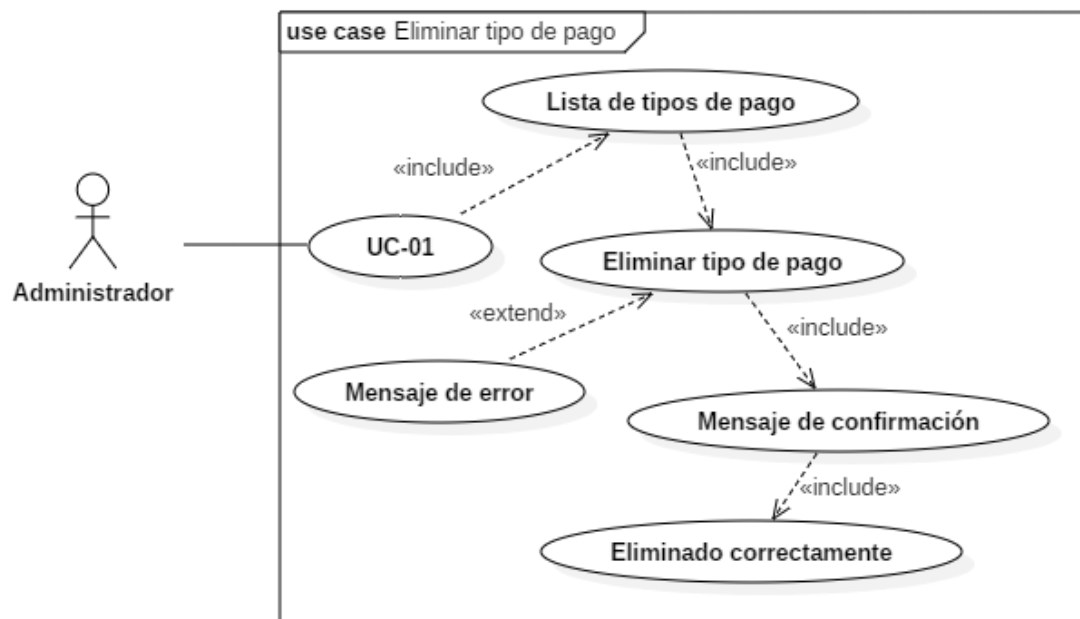 use case Eliminar tipo de pago
Lista de tipos de pago
«include»
«include»
UC-01
Eliminar tipo de pago
Administrador
«extend»
«include»
Mensaje de error
Mensaje de confirmación
«include»
Eliminado correctamente